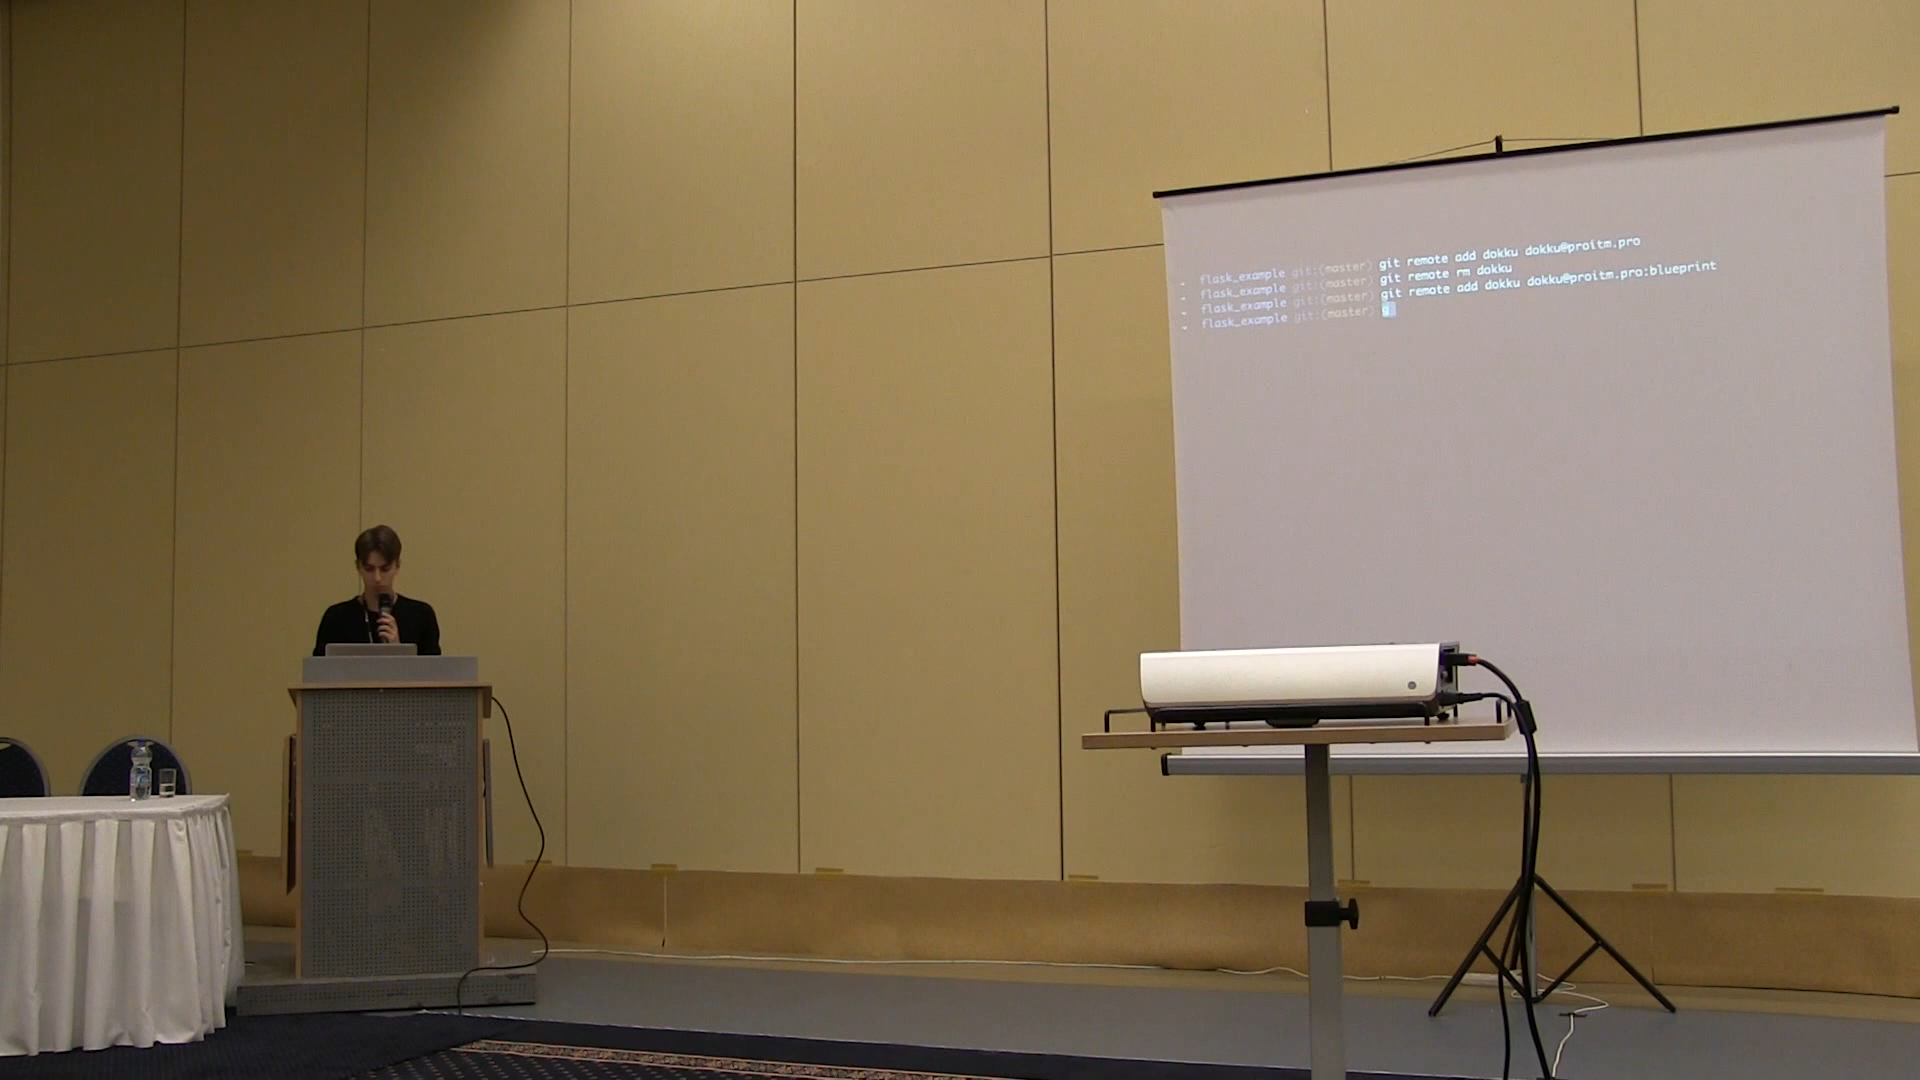 flask_example git:(master) git remote add dokku dokku@proitm.pro
flask_example git:(master) git remote rm dokku
flask_example git:(master) git remote add dokku dokku@proitm.pro:blueprint
flask_example git:(master) g